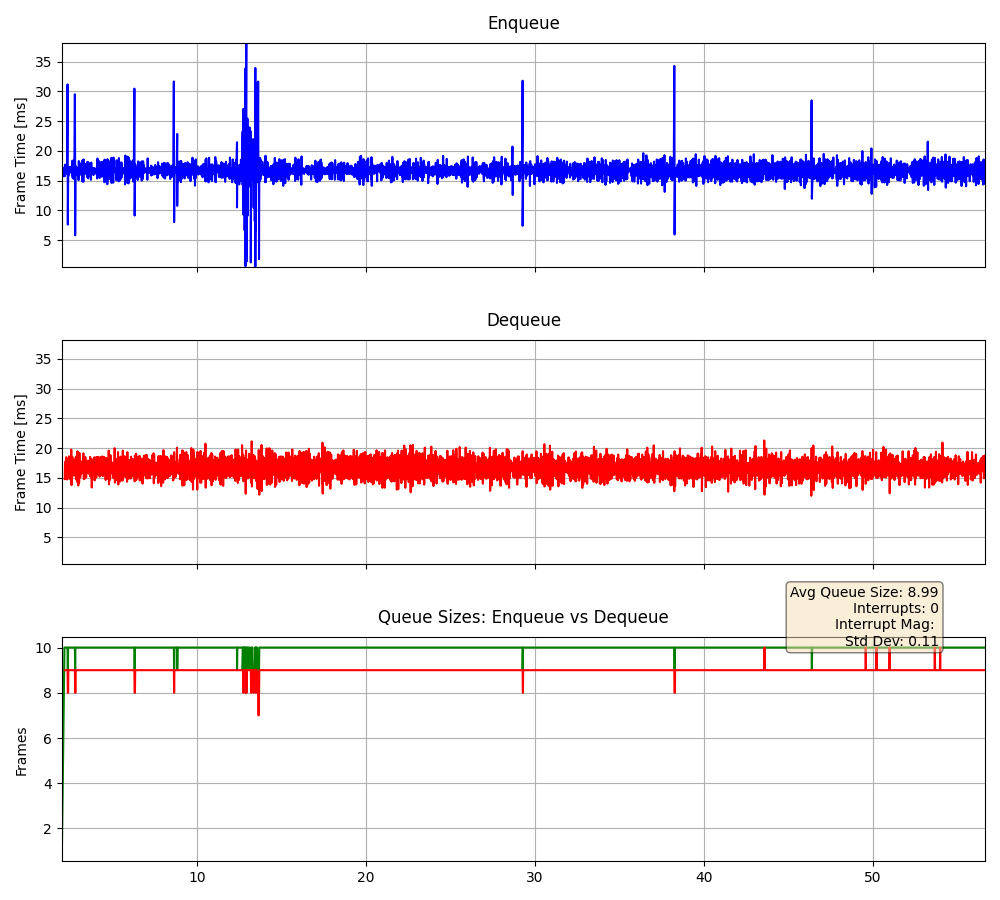 Enqueue
Frame Time [ms]
35
30
25
20
15
10
5
Dequeue
Frame Time [ms]
35
30
25
20
15
10
5
Avg Queue Size: 8.99
Interrupts: 0
Interrupt Mag:
Std Dev: 0.11
Queue Sizes: Enqueue vs Dequeue
Frames
10
8
6
4
2
10 20 30 40 50